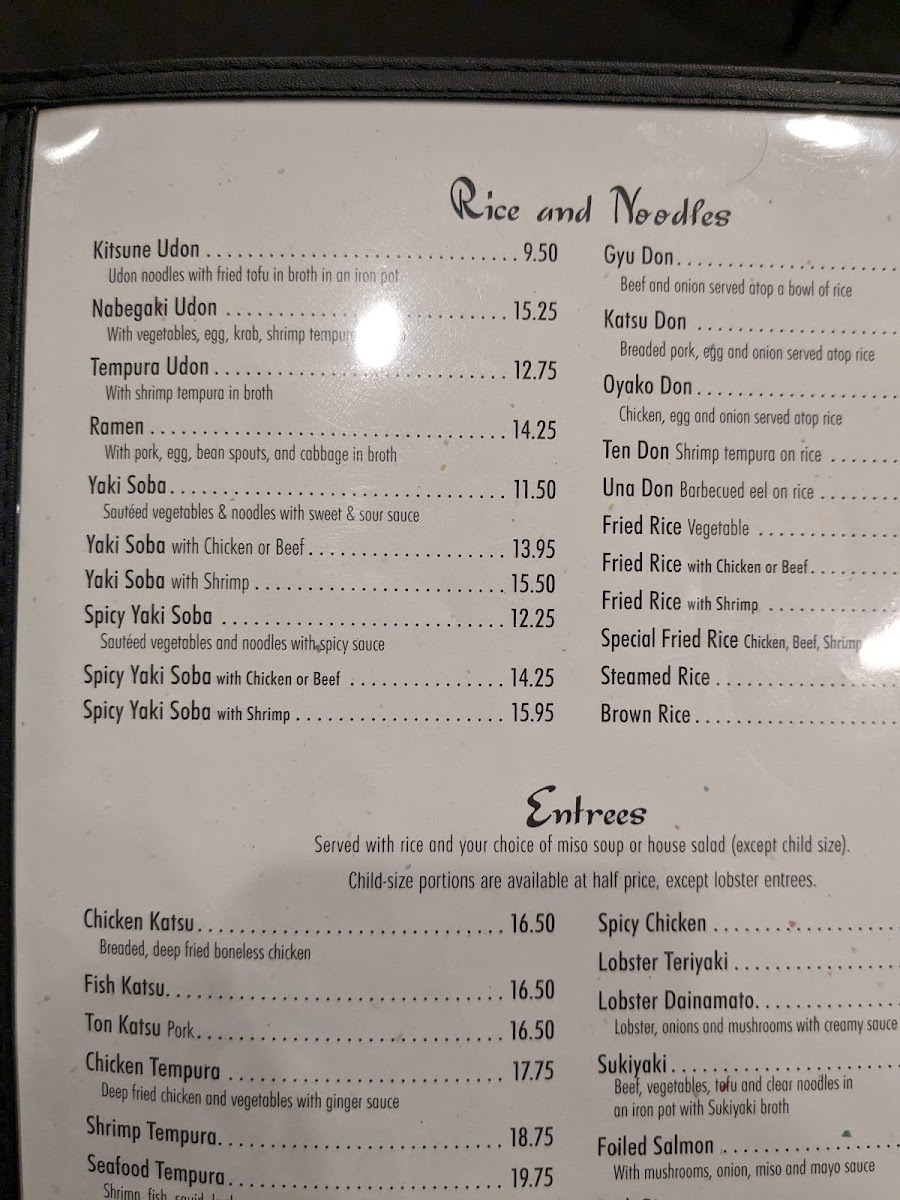 Rice and Noodles
Kitsune Udon . . . . . . . . . . . . . . . . . . . . . . . . . . . . . . 9.50
Udon noodles with fried tofu in broth in an iron pot
Nabegaki Udon . . . . . . . . . . . . . . . . . . . . . . . . . . . 15.25
With vegetables, egg, krab, shrimp tempura
Tempura Udon . . . . . . . . . . . . . . . . . . . . . . . . . . . . 12.75
With shrimp tempura in broth
Ramen . . . . . . . . . . . . . . . . . . . . . . . . . . . . . . . . . . 14.25
With pork, egg, bean spouts, and cabbage in broth
Yaki Soba . . . . . . . . . . . . . . . . . . . . . . . . . . . . . . . . 11.50
Sautéed vegetables & noodles with sweet & sour sauce
Yaki Soba with Chicken or Beef . . . . . . . . . . . . . . . . . . . 13.95
Yaki Soba with Shrimp . . . . . . . . . . . . . . . . . . . . . . . . 15.50
Spicy Yaki Soba . . . . . . . . . . . . . . . . . . . . . . . . . . . 12.25
Sautéed vegetables and noodles with spicy sauce
Spicy Yaki Soba with Chicken or Beef . . . . . . . . . . . . . . . 14.25
Spicy Yaki Soba with Shrimp . . . . . . . . . . . . . . . . . . . . 15.95
Gyu Don . . . . . . . . . . . . . . . . . . . . .
Beef and onion served atop a bowl of rice
Katsu Don . . . . . . . . . . . . . . . . . . .
Breaded pork, egg and onion served atop rice
Oyako Don . . . . . . . . . . . . . . . . . . .
Chicken, egg and onion served atop rice
Ten Don Shrimp tempura on rice . . . . . . .
Una Don Barbecued eel on rice . . . . . . . .
Fried Rice Vegetable . . . . . . . . . . . . .
Fried Rice with Chicken or Beef . . . . . . . .
Fried Rice with Shrimp . . . . . . . . . . . .
Special Fried Rice Chicken, Beef, Shrimp
Steamed Rice . . . . . . . . . . . . . . . . .
Brown Rice . . . . . . . . . . . . . . . . . . .
Entrees
Served with rice and your choice of miso soup or house salad (except child size).
Child-size portions are available at half price, except lobster entrees.
Chicken Katsu . . . . . . . . . . . . . . . . . . . . . . . . . . . . . 16.50
Breaded, deep fried boneless chicken
Fish Katsu . . . . . . . . . . . . . . . . . . . . . . . . . . . . . . . . 16.50
Ton Katsu Pork . . . . . . . . . . . . . . . . . . . . . . . . . . . . . 16.50
Chicken Tempura . . . . . . . . . . . . . . . . . . . . . . . . . . 17.75
Deep fried chicken and vegetables with ginger sauce
Shrimp Tempura . . . . . . . . . . . . . . . . . . . . . . . . . . . 18.75
Seafood Tempura . . . . . . . . . . . . . . . . . . . . . . . . . . 19.75
Shrimp, fish, squid,
Spicy Chicken . . . . . . . . . . . . . . . . .
Lobster Teriyaki . . . . . . . . . . . . . . .
Lobster Dainamato . . . . . . . . . . . . . .
Lobster, onions and mushrooms with creamy sauce
Sukiyaki . . . . . . . . . . . . . . . . . . . . .
Beef, vegetables, tofu and clear noodles in
an iron pot with Sukiyaki broth
Foiled Salmon . . . . . . . . . . . . . . . . .
With mushrooms, onion, miso and mayo sauce